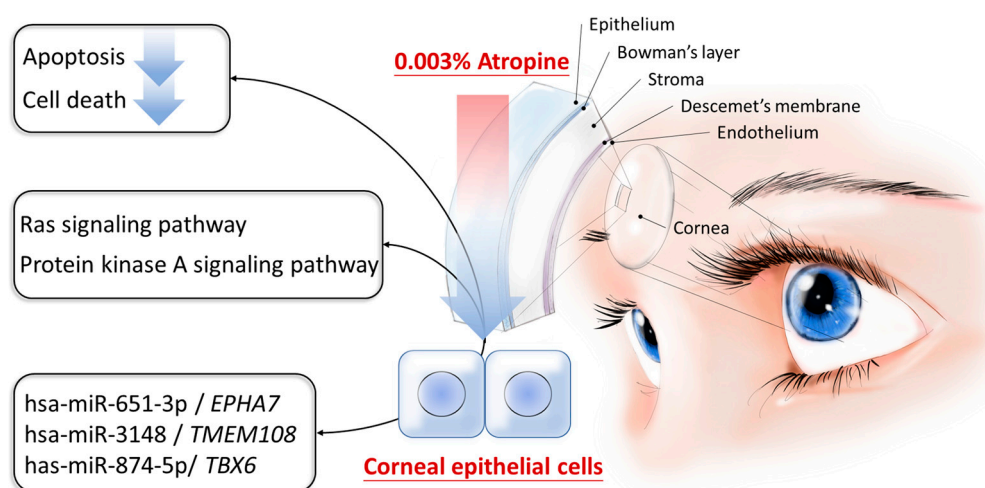 Apoptosis
Cell death
0.003% Atropine
Epithelium
Bowman's layer
Stroma
Descemet's membrane
Endothelium
Cornea
Ras signaling pathway
Protein kinase A signaling pathway
hsa-miR-651-3p / EPHA7
hsa-miR-3148 / TMEM108
has-miR-874-5p/ TBX6
Corneal epithelial cells